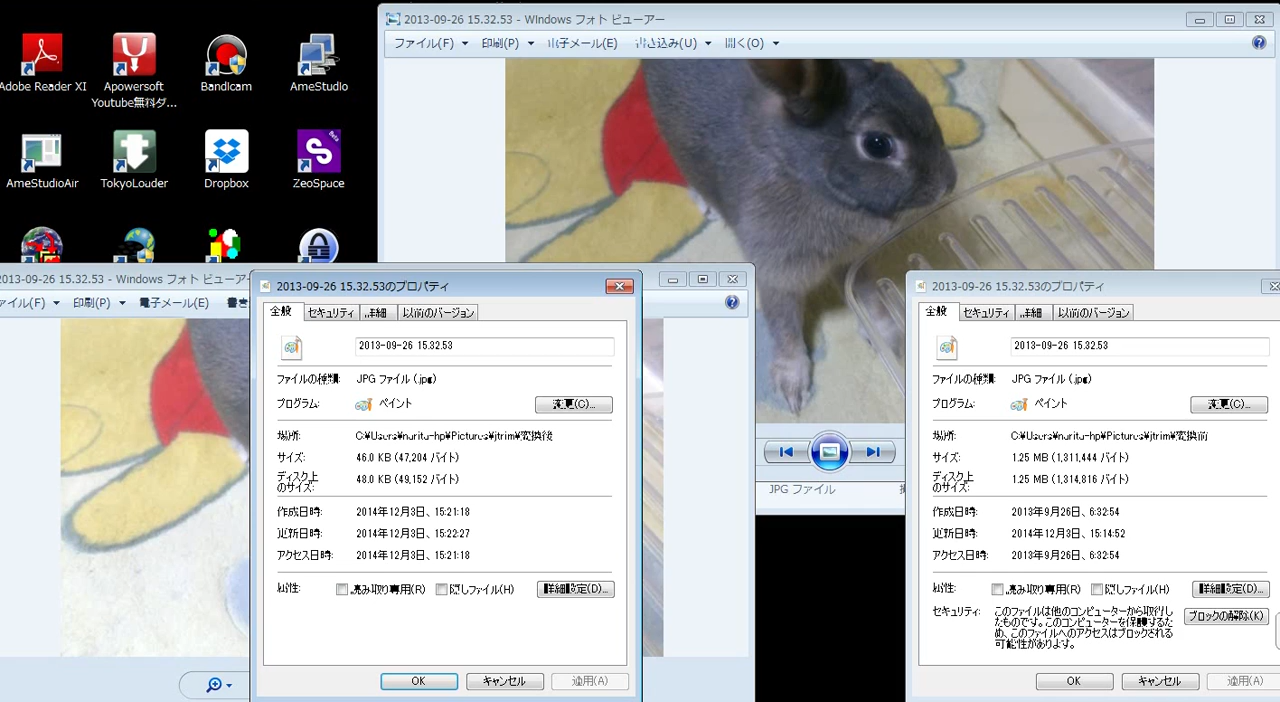 Adobe Reader XI
Apowersoft
Youtube無料ダ...
Bandicam
AmeStudio
AmeStudioAir
TokyoLouder
Dropbox
ZeoSpace
Beta
2013-09-26 15.32.53 - Windows フォト ビューアー
ファイル(F) 印刷(P) 電子メール(E) 書き込み(U) 開く(O)
JPG ファイル
2013-09-26 15.32.53 - Windows フォト ビューアー
ァイル(F) 印刷(P) 電子メール(E) 書き
2013-09-26 15.32.53のプロパティ
全般 セキュリティ 詳細 以前のバージョン
2013-09-26 15.32.53
ファイルの種類: JPG ファイル (.jpg)
プログラム: ペイント 変更(C)...
場所: C:¥Users¥narita-hp¥Pictures¥jtrim¥変換後
サイズ: 46.0 KB (47,204 バイト)
ディスク上
のサイズ: 48.0 KB (49,152 バイト)
作成日時: 2014年12月3日、15:21:18
更新日時: 2014年12月3日、15:22:27
アクセス日時: 2014年12月3日、15:21:18
属性: 読み取り専用(R) 隠しファイル(H) 詳細設定(D)...
OK キャンセル 適用(A)
2013-09-26 15.32.53のプロパティ
全般 セキュリティ 詳細 以前のバージョン
2013-09-26 15.32.53
ファイルの種類: JPG ファイル (.jpg)
プログラム: ペイント 変更(C)...
場所: C:¥Users¥narita-hp¥Pictures¥jtrim¥変換前
サイズ: 1.25 MB (1,311,444 バイト)
ディスク上
のサイズ: 1.25 MB (1,314,816 バイト)
作成日時: 2013年9月26日、6:32:54
更新日時: 2014年12月3日、15:14:52
アクセス日時: 2013年9月26日、6:32:54
属性: 読み取り専用(R) 隠しファイル(H) 詳細設定(D)...
セキュリティ: このファイルは他のコンピューターから取得し
たものです。このコンピューターを保護するた
め、このファイルへのアクセスはブロックされる
可能性があります。
ブロックの解除(K)
OK キャンセル 適用(A)